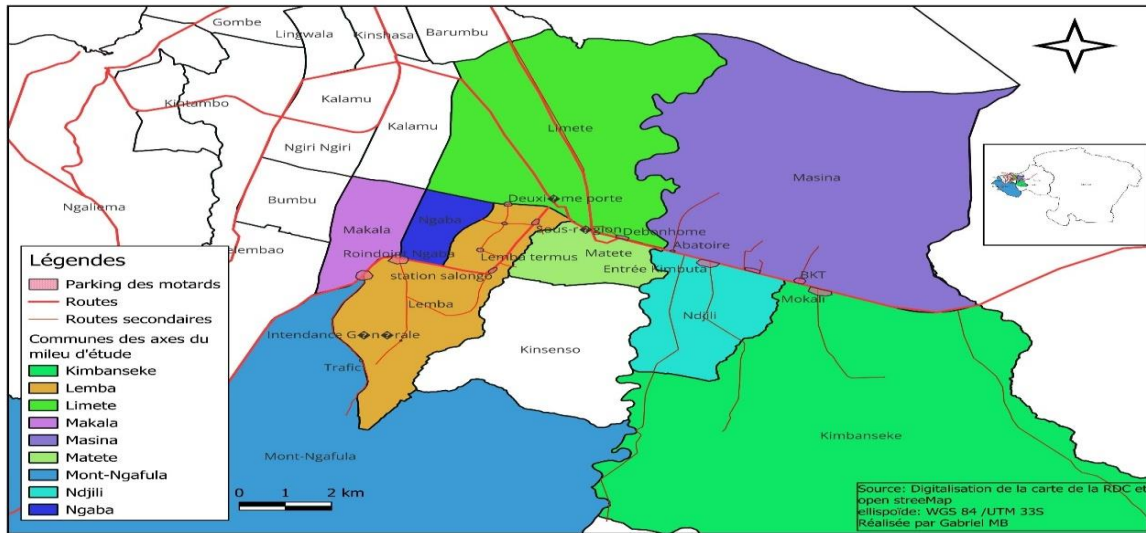 Gombe
Lingwala
Kinshasa
Barumbu
Kintambo
Kalamu
Kalamu
Limete
Ngiri Ngiri
Masina
Ngaliema
Bumbu
Deuxi�me porte
Makala
Ngaba
Sous-r�gion
Debonhome
Lembao
Matete
Abatoire
Roindoint Ngaba
Lemba termus
Entrée Kimbuta
station salongo
BKT
Mokali
Lemba
Ndjili
Intendance G�n�rale
Kinsenso
Trafic
Kimbanseke
Mont-Ngafula
Légendes
Parking des motards
Routes
Routes secondaires
Communes des axes du
mileu d'étude
Kimbanseke
Lemba
Limete
Makala
Masina
Matete
Mont-Ngafula
Ndjili
Ngaba
0 1 2 km
Source: Digitalisation de la carte de la RDC et
open streeMap
ellispoïde: WGS 84 /UTM 33S
Réalisée par Gabriel MB